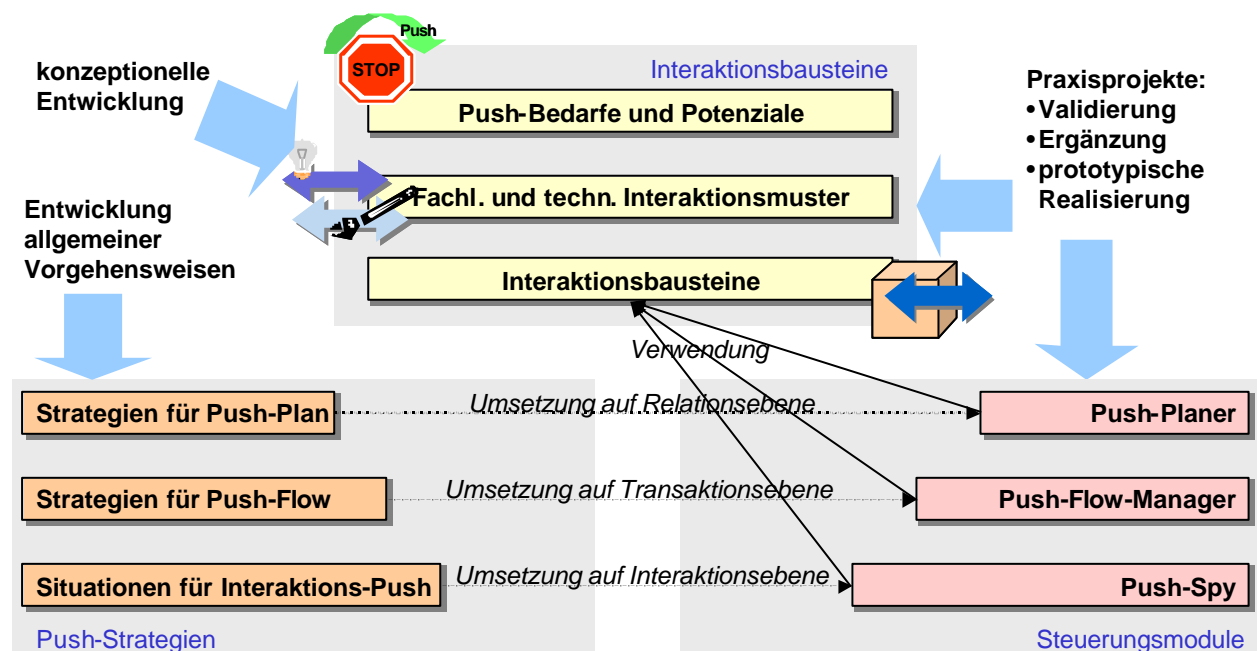 Push
STOP
konzeptionelle
Entwicklung
Interaktionsbausteine
Praxisprojekte:
•Validierung
•Ergänzung
•prototypische
Realisierung
Push-Bedarfe und Potenziale
Fachl. und techn. Interaktionsmuster
Entwicklung
allgemeiner
Vorgehensweisen
Interaktionsbausteine
Verwendung
Strategien für Push-Plan
Umsetzung auf Relationsebene
Push-Planer
Strategien für Push-Flow
Umsetzung auf Transaktionsebene
Push-Flow-Manager
Situationen für Interaktions-Push
Umsetzung auf Interaktionsebene
Push-Spy
Push-Strategien
Steuerungsmodule